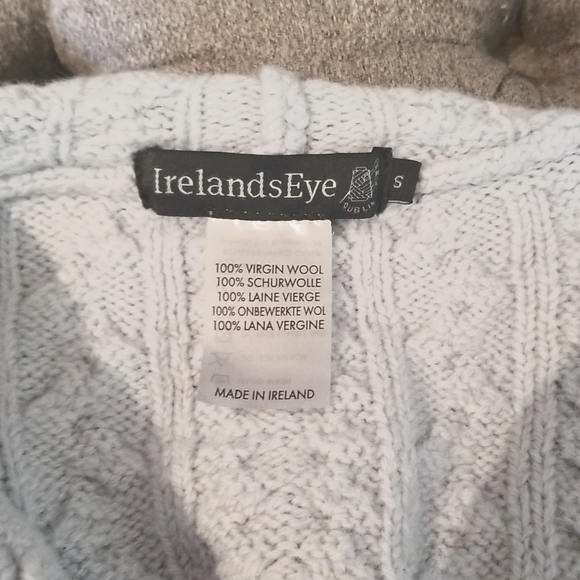 IrelandsEye
DUBLIN
S
100% VIRGIN WOOL
100% SCHURWOLLE
100% LAINE VIERGE
100% ONBEWERKTE WOL
100% LANA VERGINE
MADE IN IRELAND